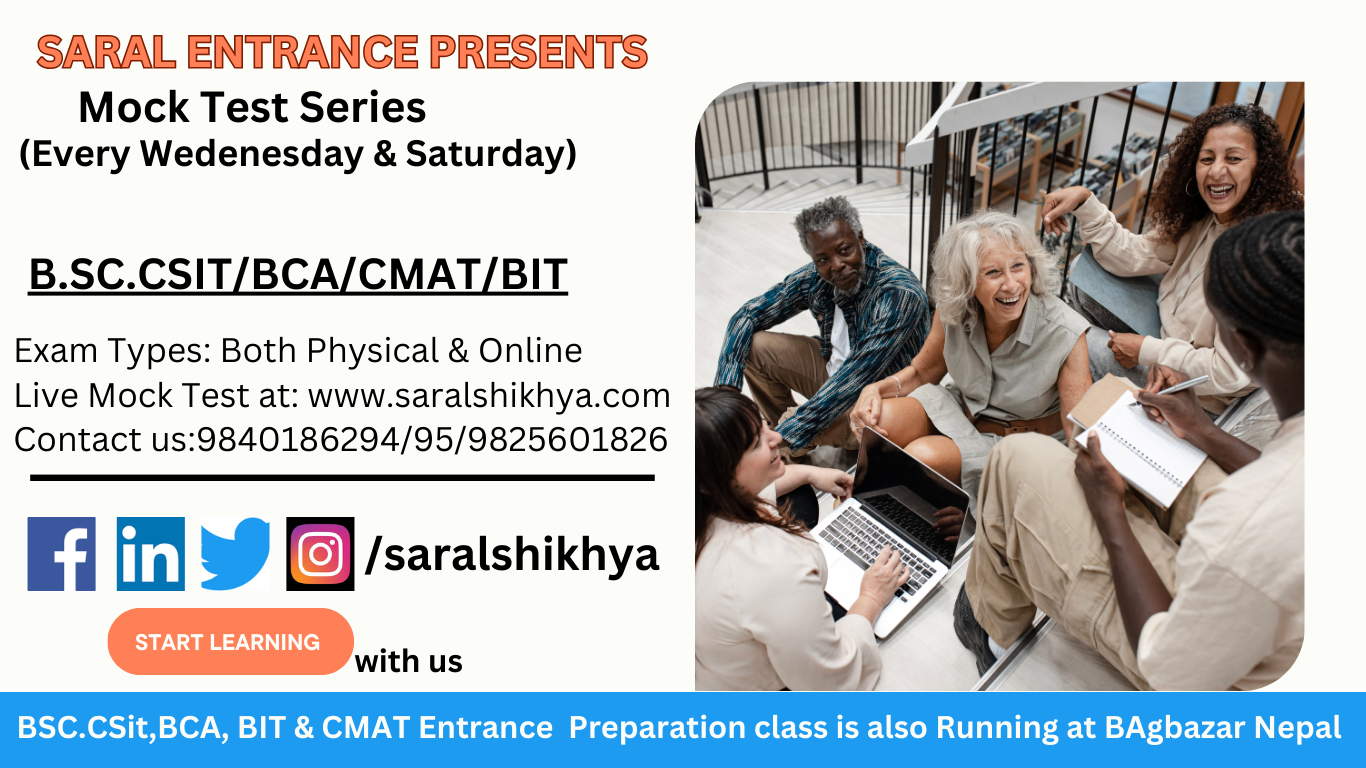 SARAL ENTRANCE PRESENTS
Mock Test Series
(Every Wedenesday & Saturday)
B.SC.CSIT/BCA/CMAT/BIT
Exam Types: Both Physical & Online
Live Mock Test at: www.saralshikhya.com
Contact us:9840186294/95/9825601826
/saralshikhya
START LEARNING
with us
BSC.CSit,BCA, BIT & CMAT Entrance  Preparation class is also Running at BAgbazar Nepal